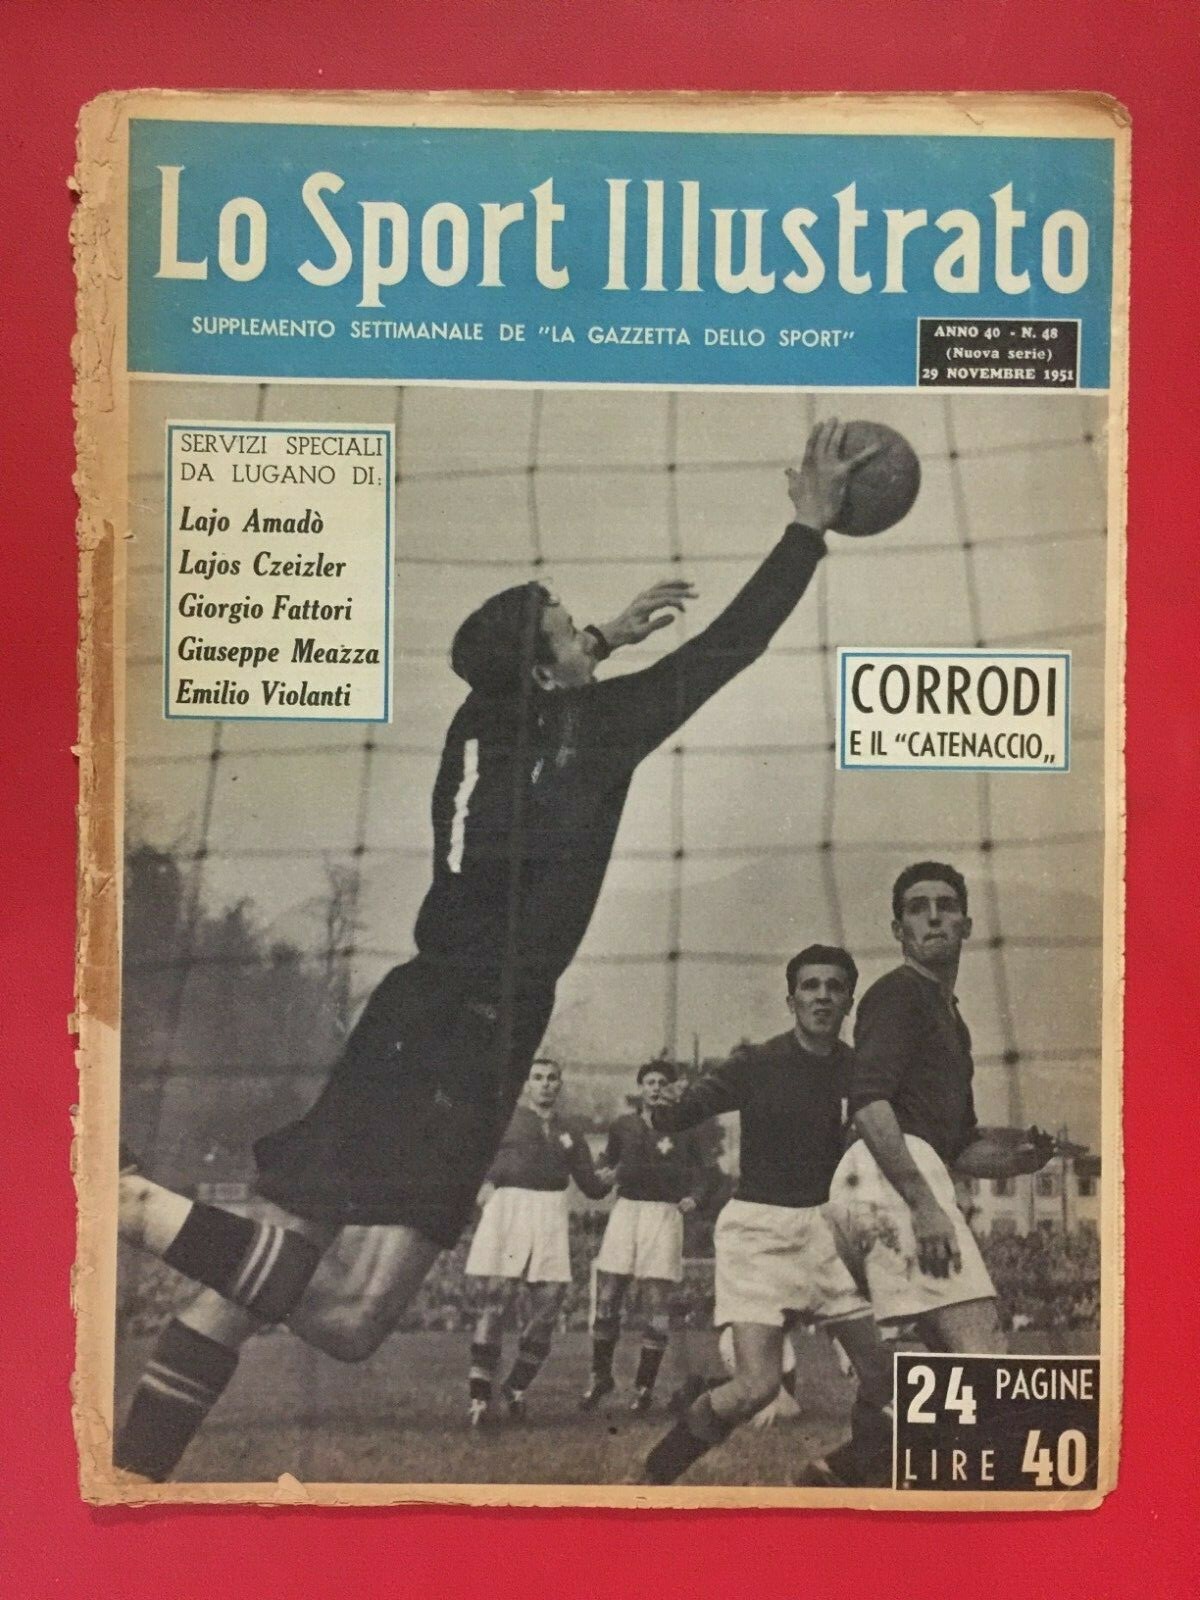 Lo Sport Illustrato
SUPPLEMENTO SETTIMANALE DE "LA GAZZETTA DELLO SPORT"
ANNO 40 - N. 48
(Nuova serie)
29 NOVEMBRE 1951
SERVIZI SPECIALI
DA LUGANO DI:
Lajo Amadò
Lajos Czeizler
Giorgio Fattori
Giuseppe Meazza
Emilio Violanti
CORRODI
E IL "CATENACCIO„
24 PAGINE
LIRE 40